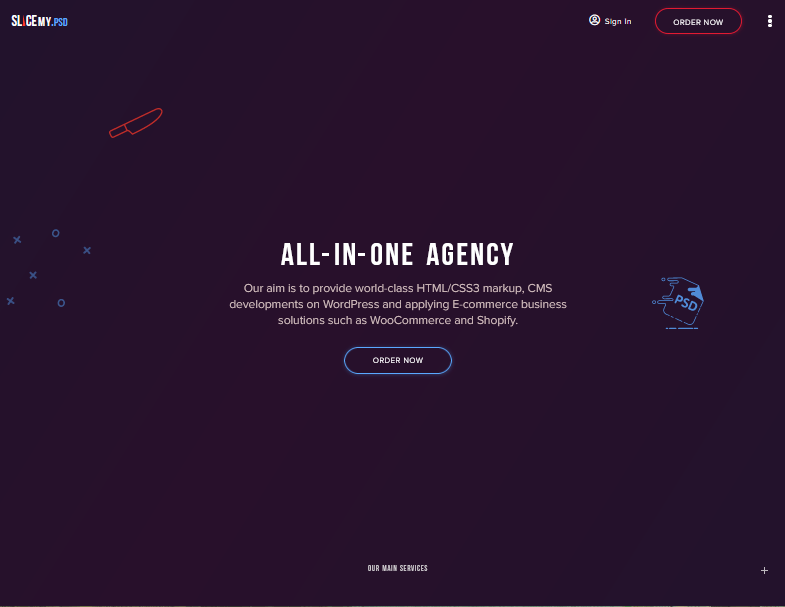 SLiCEMY.PSD
Sign In
ORDER NOW
ALL-IN-ONE AGENCY
Our aim is to provide world-class HTML/CSS3 markup, CMS
developments on WordPress and applying E-commerce business
solutions such as WooCommerce and Shopify.
PSD
ORDER NOW
OUR MAIN SERVICES